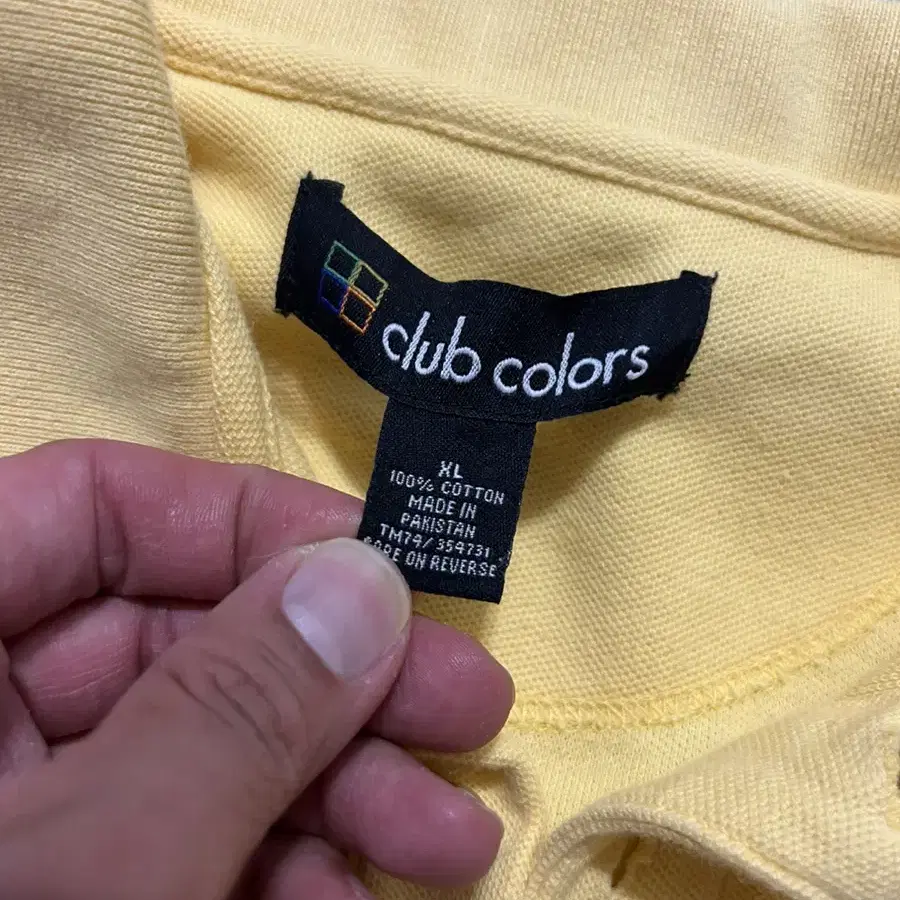 club colors
XL
100% COTTON
MADE IN
PAKISTAN
TM74/354731
CARE ON REVERSE